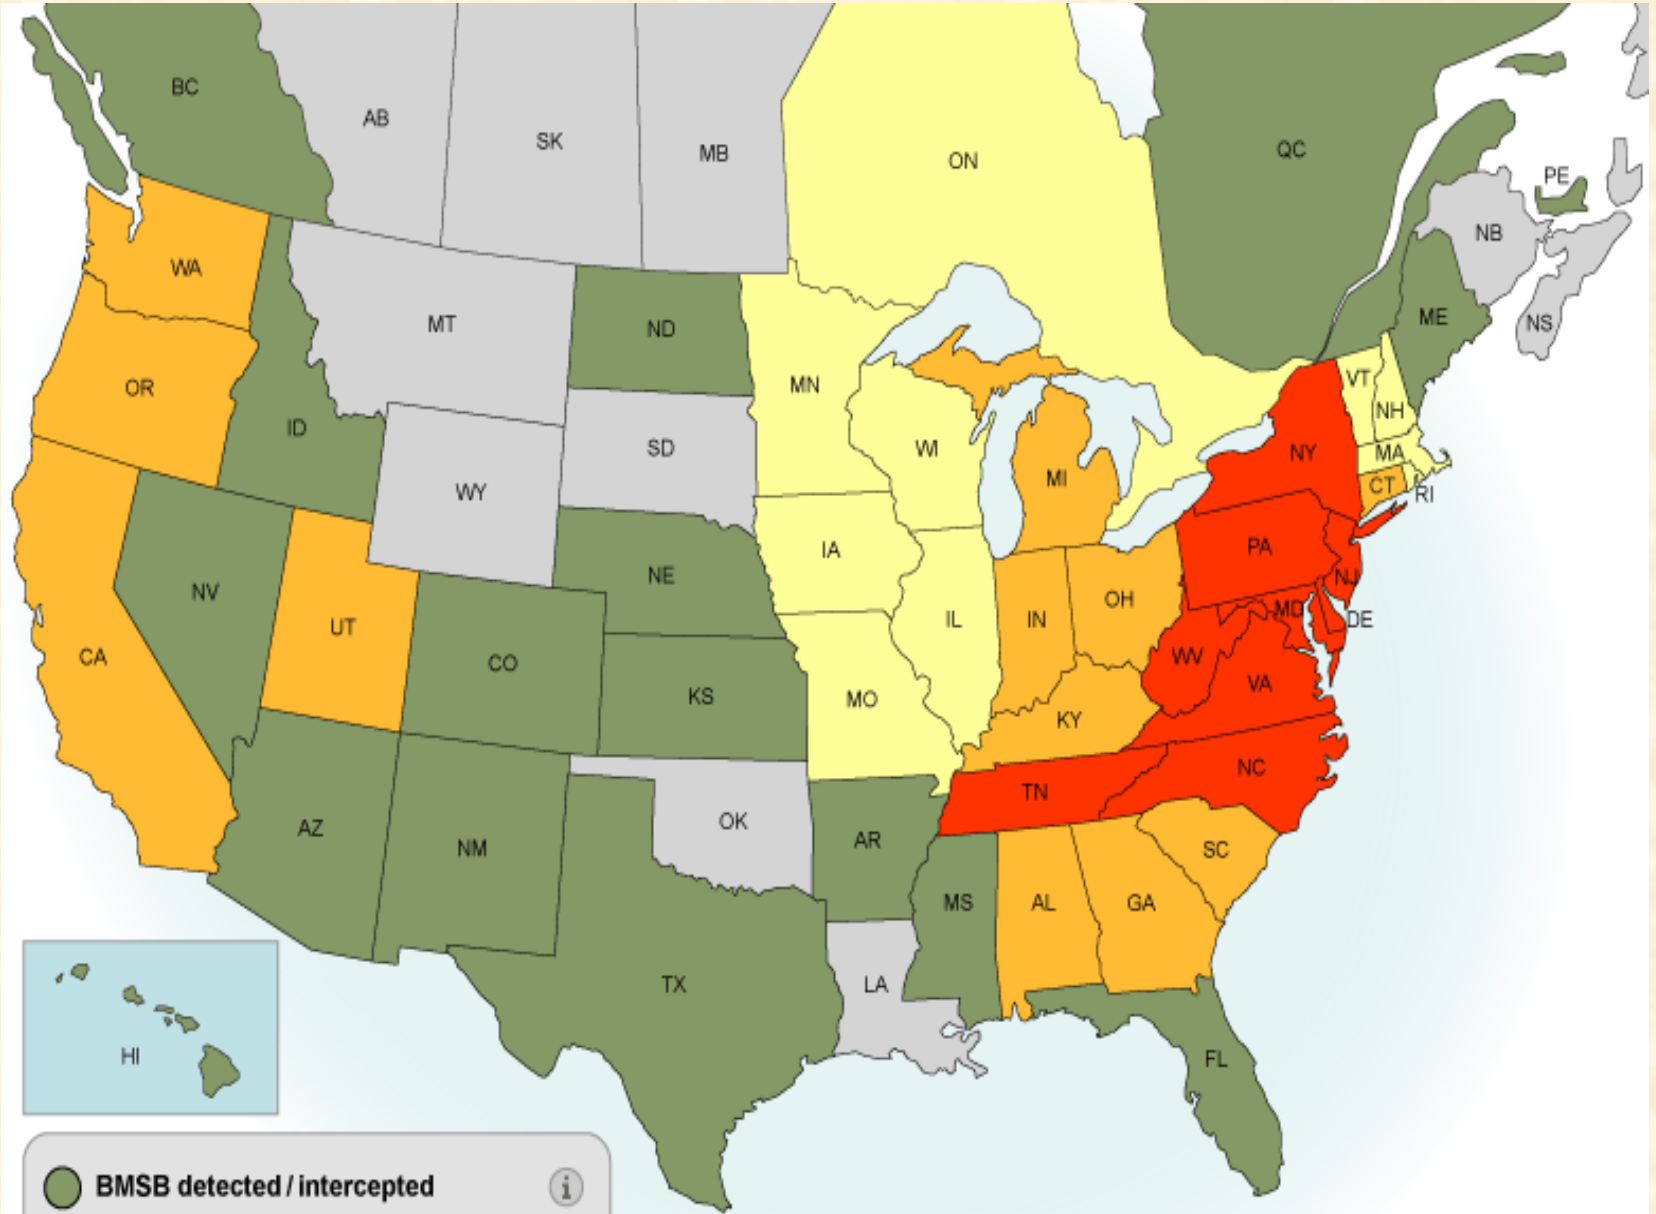 BC
AB
SK
MB
ON
QC
PE
NB
NS
ME
WA
MT
ND
MN
VT
NH
OR
ID
SD
WI
MI
NY
MA
CT
RI
WY
IA
PA
NV
NE
IL
IN
OH
NJ
MD
DE
CA
UT
CO
KS
MO
KY
WV
VA
AZ
NM
OK
AR
TN
NC
MS
AL
GA
SC
TX
LA
FL
HI
BMSB detected / intercepted
i